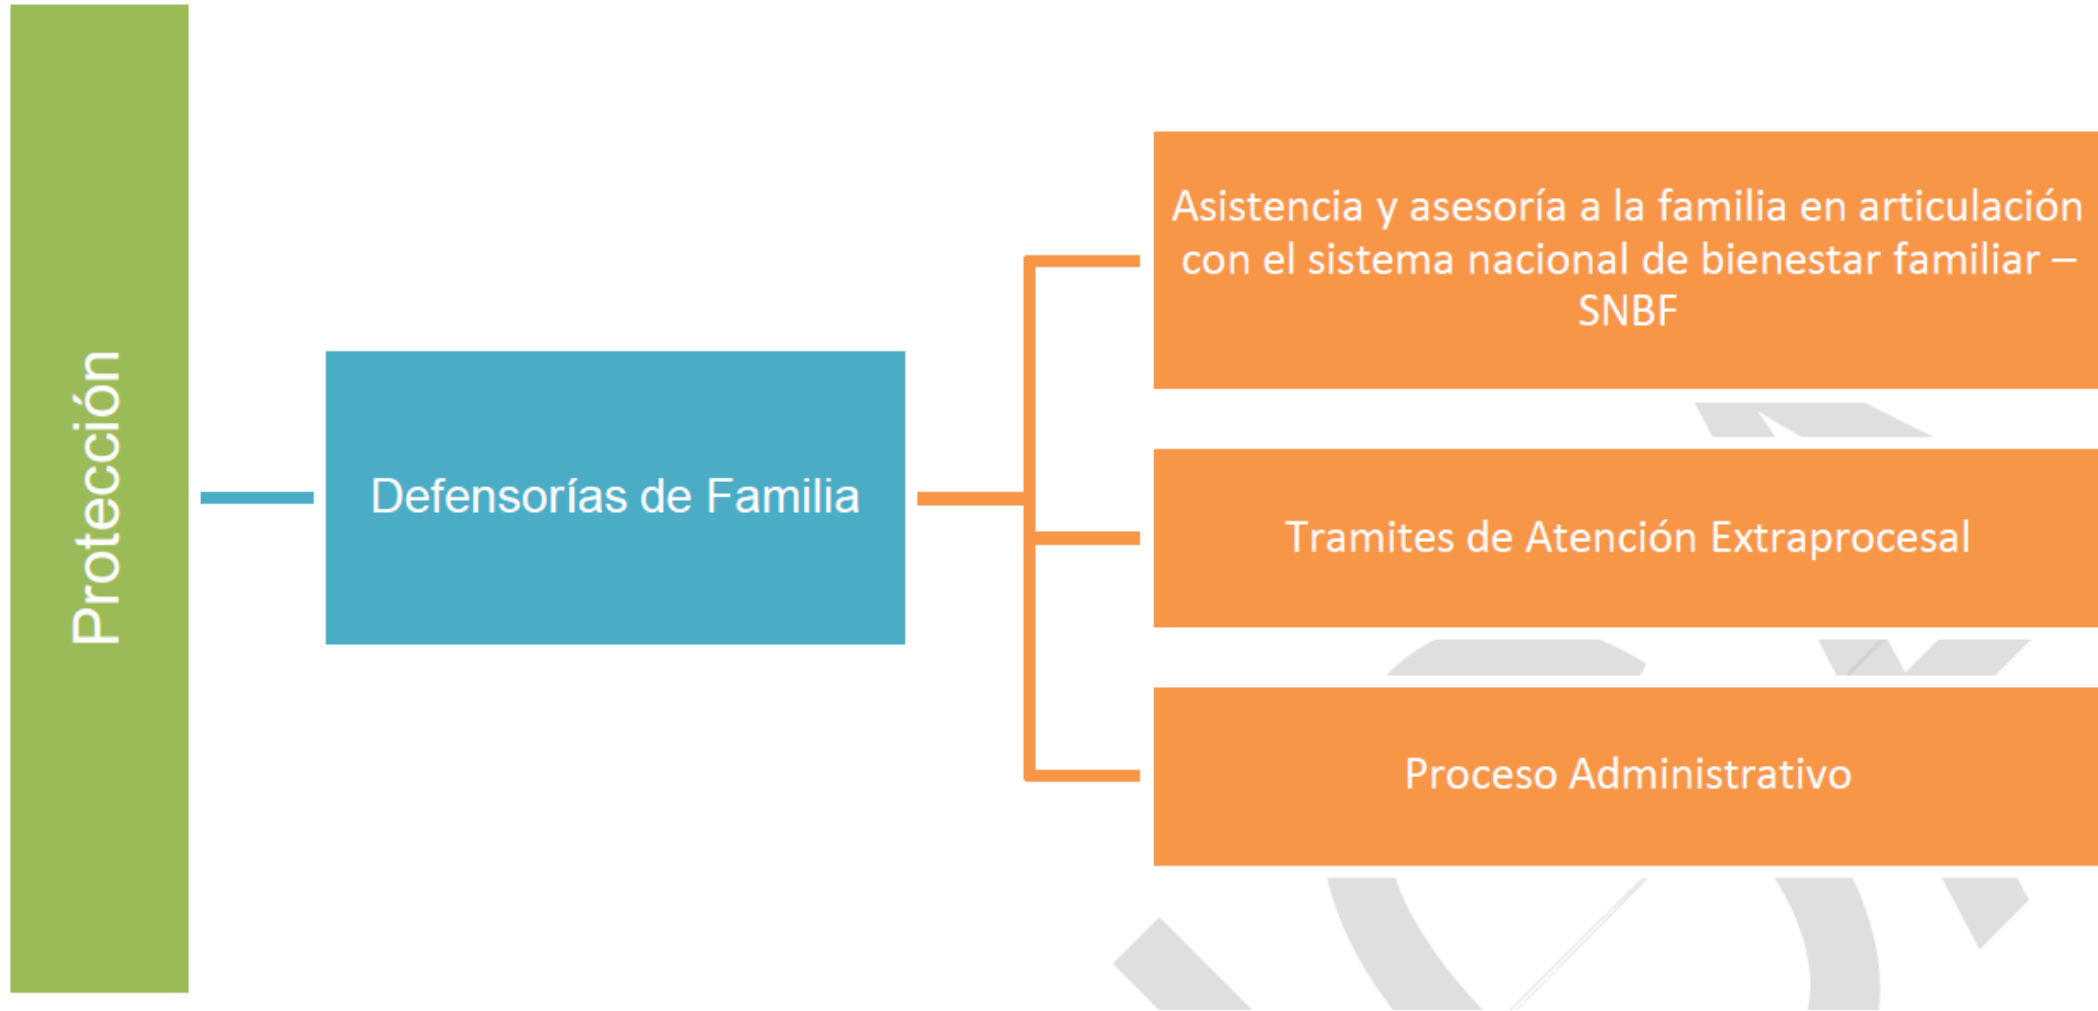 Protección
Defensorías de Familia
Asistencia y asesoría a la familia en articulación
con el sistema nacional de bienestar familiar –
SNBF
Tramites de Atención Extraprocesal
Proceso Administrativo